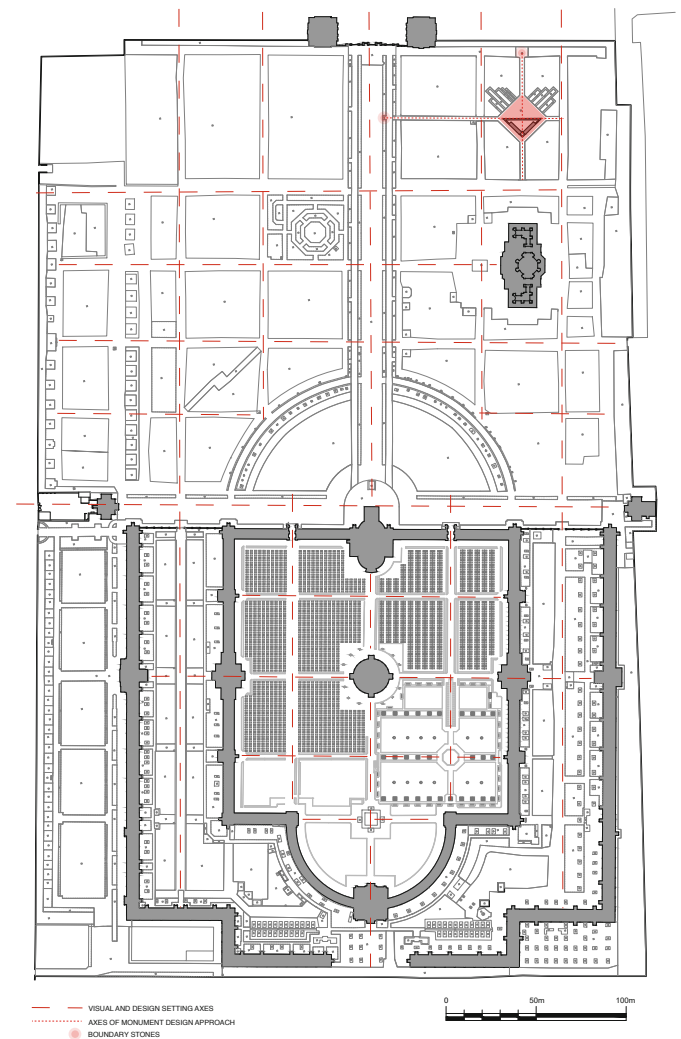 VISUAL AND DESIGN SETTING AXES
AXES OF MONUMENT DESIGN APPROACH
BOUNDARY STONES
0 50m 100m